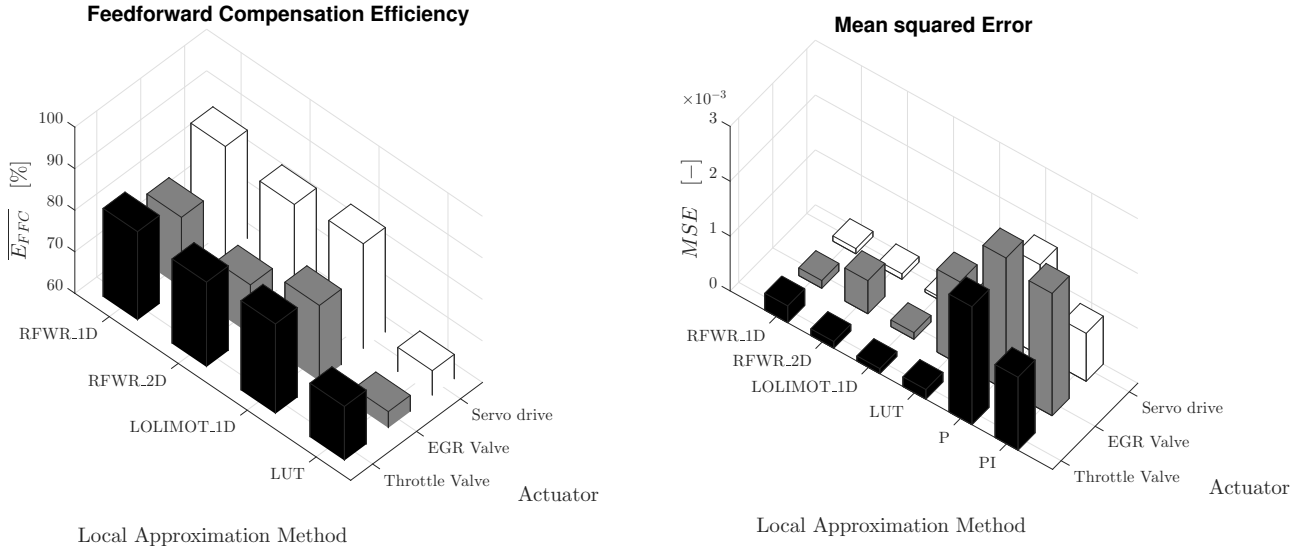 Feedforward Compensation Efficiency
100
90
80
70
60
E_FFC [%]
RFWR_1D
RFWR_2D
LOLIMOT_1D
LUT
Servo drive
EGR Valve
Throttle Valve
Actuator
Local Approximation Method
Mean squared Error
×10⁻³
3
2
1
0
MSE [−]
RFWR_1D
RFWR_2D
LOLIMOT_1D
LUT
P
PI
Servo drive
EGR Valve
Throttle Valve
Actuator
Local Approximation Method